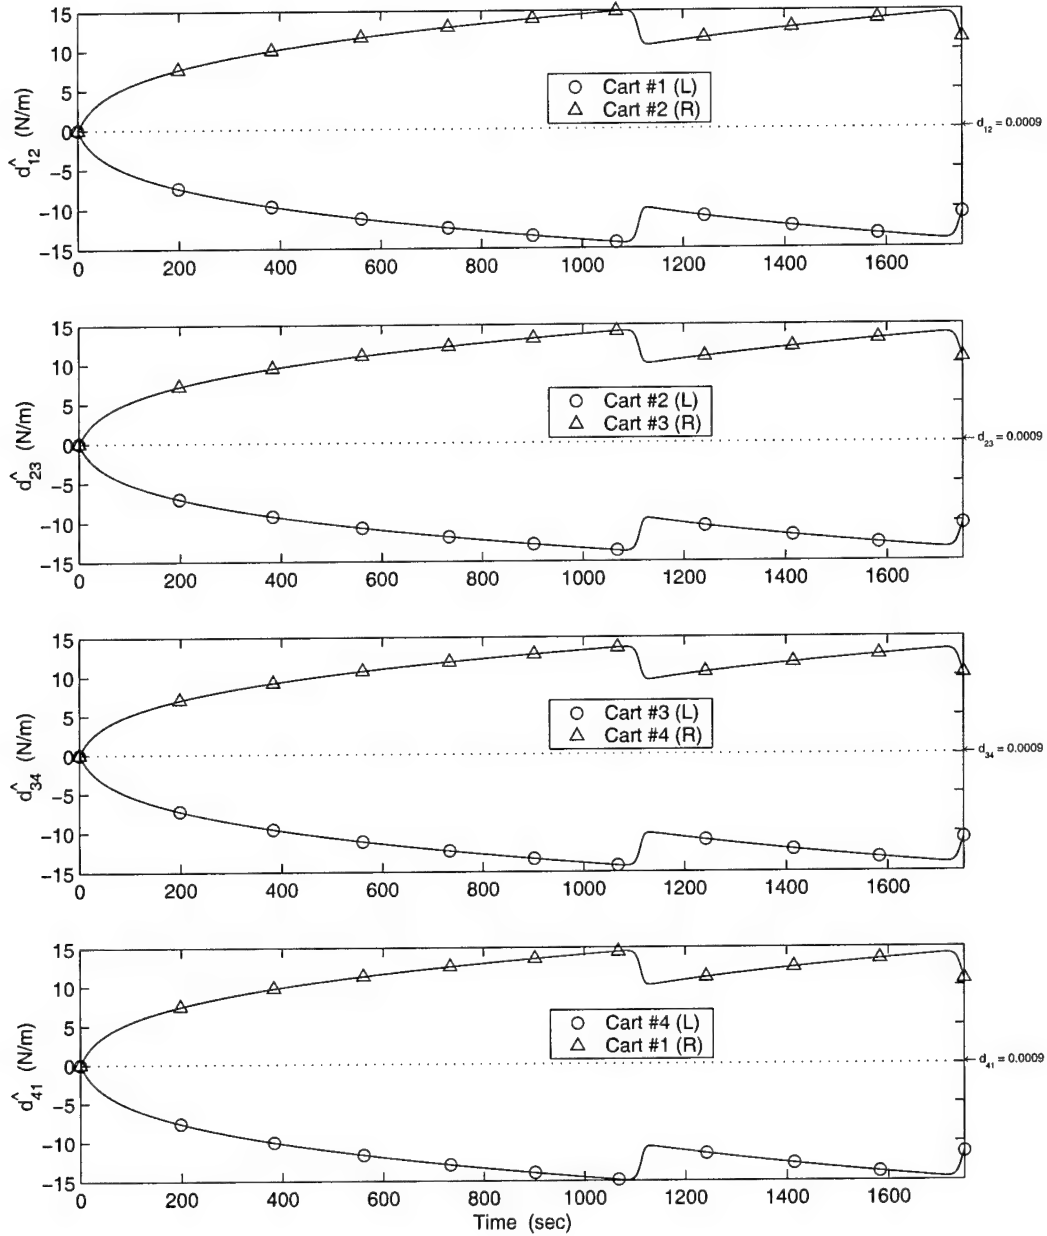 15
10
5
0
−5
−10
−15
d^12 (N/m)
Cart #1 (L)
Cart #2 (R)
d12 = 0.0009
0 200 400 600 800 1000 1200 1400 1600
15
10
5
0
−5
−10
−15
d^23 (N/m)
Cart #2 (L)
Cart #3 (R)
d23 = 0.0009
0 200 400 600 800 1000 1200 1400 1600
15
10
5
0
−5
−10
−15
d^34 (N/m)
Cart #3 (L)
Cart #4 (R)
d34 = 0.0009
0 200 400 600 800 1000 1200 1400 1600
15
10
5
0
−5
−10
−15
d^41 (N/m)
Cart #4 (L)
Cart #1 (R)
d41 = 0.0009
0 200 400 600 800 1000 1200 1400 1600
Time (sec)